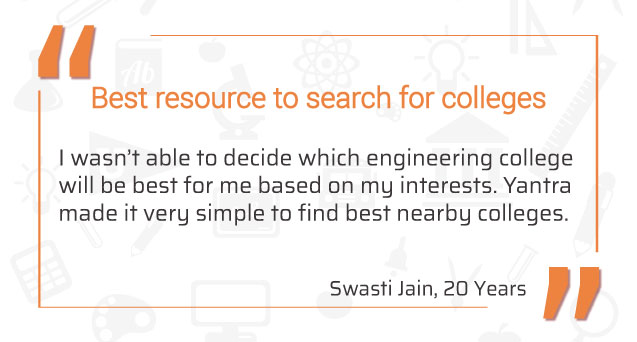 Ab
Best resource to search for colleges
I wasn't able to decide which engineering college
will be best for me based on my interests. Yantra
made it very simple to find best nearby colleges.
Swasti Jain, 20 Years